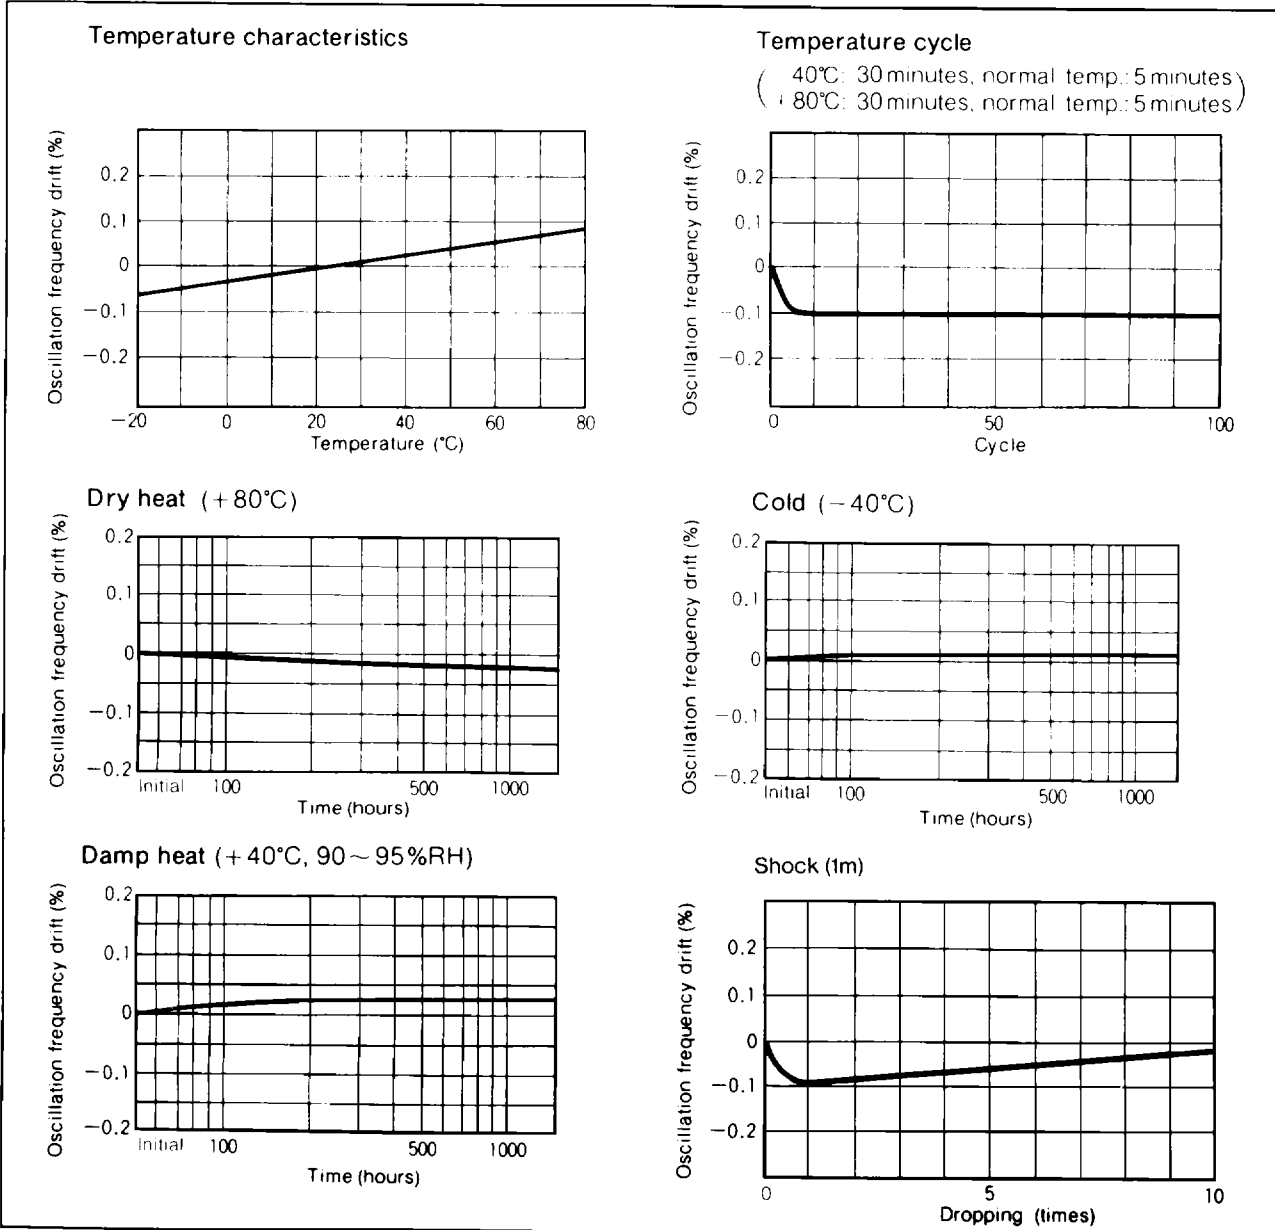 Temperature characteristics
Oscillation frequency drift (%)
0.2
0.1
0
−0.1
−0.2
−20 0 20 40 60 80
Temperature (°C)
Temperature cycle
40°C: 30 minutes, normal temp.: 5 minutes
+80°C: 30 minutes, normal temp.: 5 minutes
Oscillation frequency drift (%)
0.2
0.1
0
−0.1
−0.2
0 50 100
Cycle
Dry heat (+80°C)
Oscillation frequency drift (%)
0.2
0.1
0
−0.1
−0.2
Initial 100 500 1000
Time (hours)
Cold (−40°C)
Oscillation frequency drift (%)
0.2
0.1
0
−0.1
−0.2
Initial 100 500 1000
Time (hours)
Damp heat (+40°C, 90~95%RH)
Oscillation frequency drift (%)
0.2
0.1
0
−0.1
−0.2
Initial 100 500 1000
Time (hours)
Shock (1m)
Oscillation frequency drift (%)
0.2
0.1
0
−0.1
−0.2
0 5 10
Dropping (times)